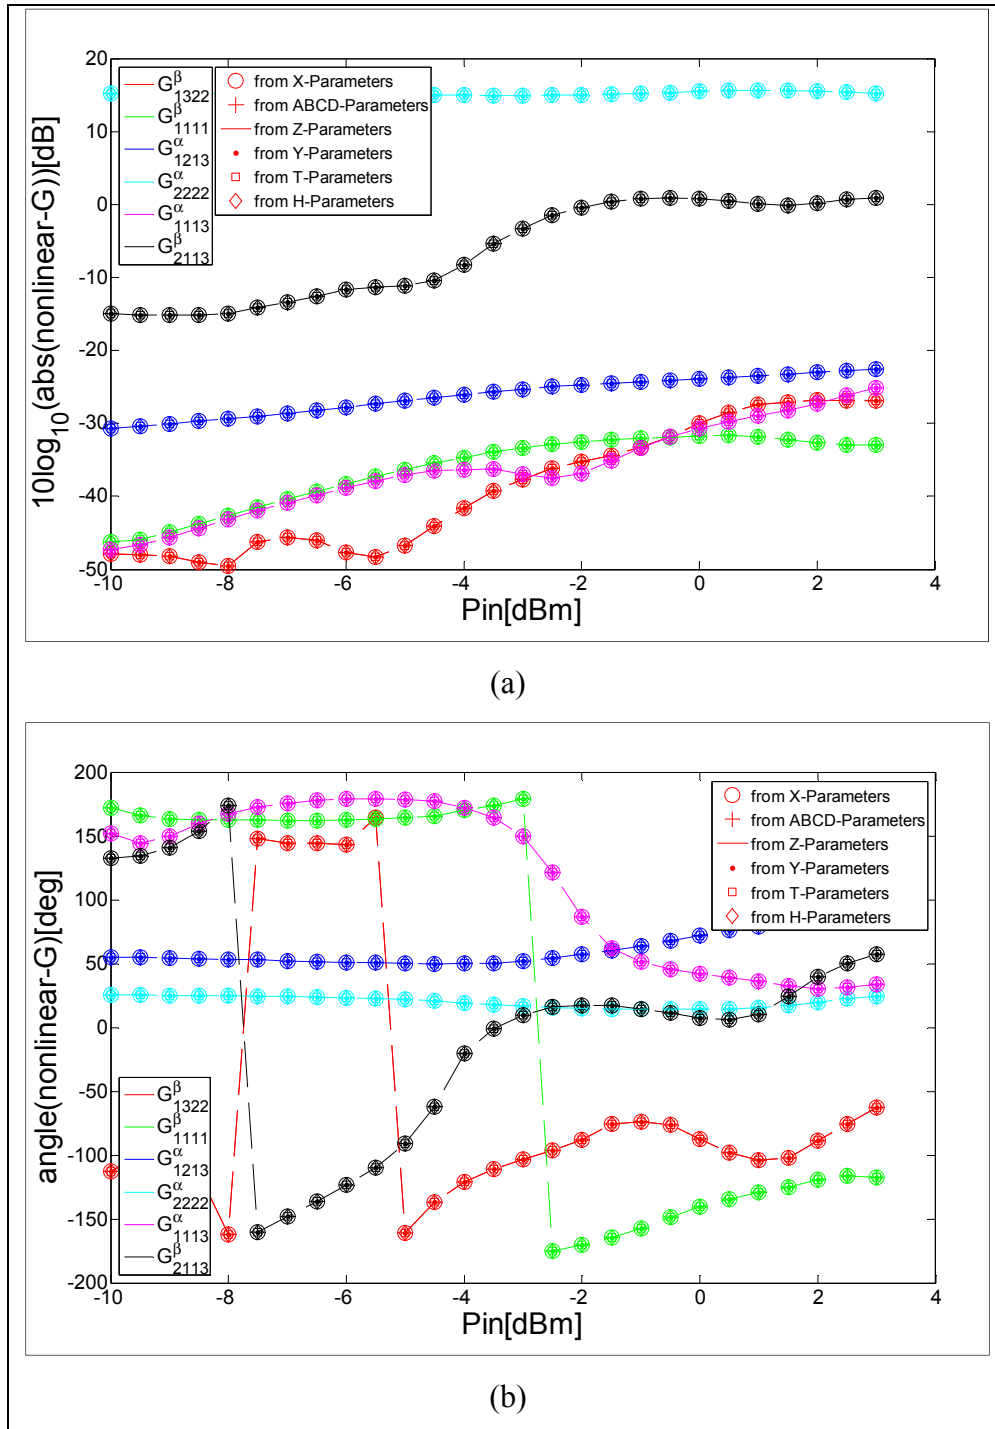 20
15
10
0
-10
-20
-30
-40
-50
-10
-8
-6
-4
-2
0
2
4
10log10(abs(nonlinear-G))[dB]
Pin[dBm]
Gβ1322
Gβ1111
Gα1213
Gα2222
Gα1113
Gβ2113
from X-Parameters
from ABCD-Parameters
from Z-Parameters
from Y-Parameters
from T-Parameters
from H-Parameters
(a)
200
150
100
50
0
-50
-100
-150
-200
-10
-8
-6
-4
-2
0
2
4
angle(nonlinear-G)[deg]
Pin[dBm]
from X-Parameters
from ABCD-Parameters
from Z-Parameters
from Y-Parameters
from T-Parameters
from H-Parameters
Gβ1322
Gβ1111
Gα1213
Gα2222
Gα1113
Gβ2113
(b)